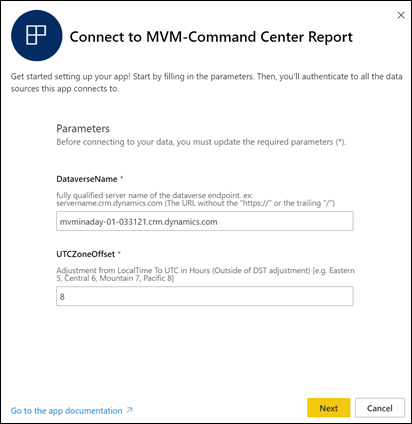 Connect to MVM-Command Center Report
Get started setting up your app! Start by filling in the parameters. Then, you'll authenticate to all the data
sources this app connects to.
Parameters
Before connecting to your data, you must update the required parameters (*).
DataverseName *
fully qualified server name of the dataverse endpoint. ex:
servername.crm.dynamics.com (The URL without the "https://" or the trailing "/")
mvminaday-01-033121.crm.dynamics.com
UTCZoneOffset *
Adjustment from LocalTime To UTC in Hours (Outside of DST adjustment) [e.g. Eastern
5, Central 6, Mountain 7, Pacific 8]
8
Go to the app documentation
Next
Cancel